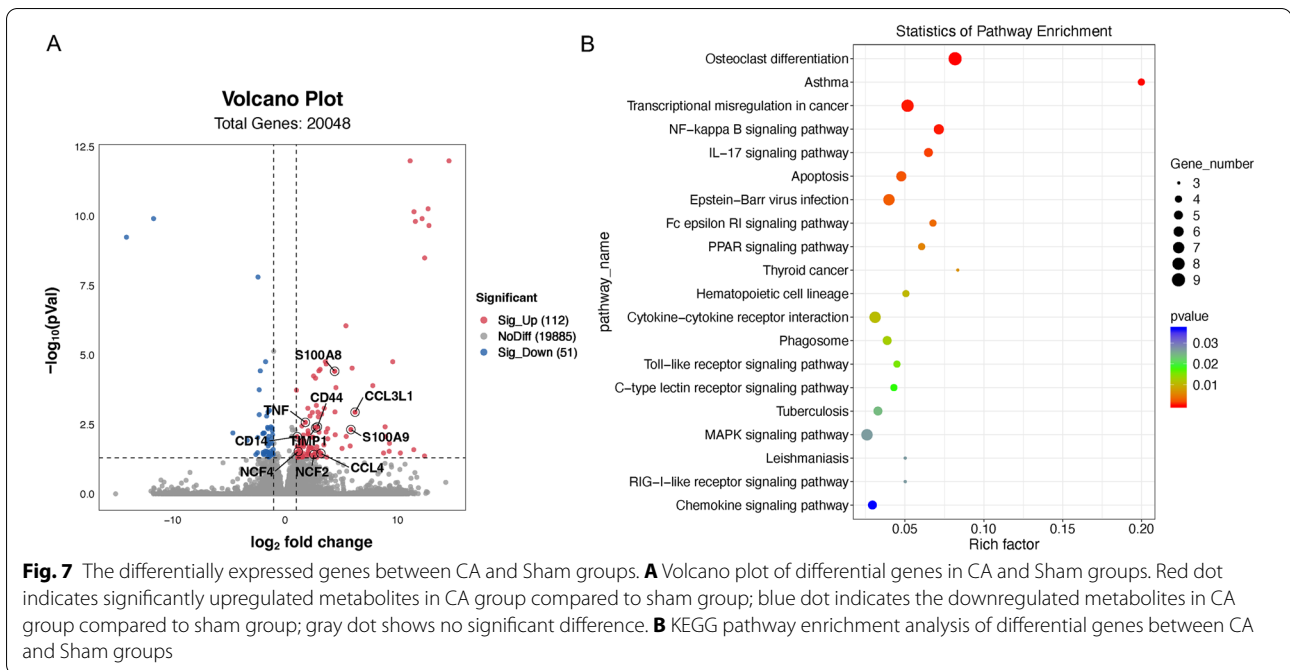 A
Volcano Plot
Total Genes: 20048
12.5
10.0
7.5
5.0
2.5
0.0
−log10(pVal)
S100A8
CD44
CCL3L1
TNF
S100A9
CD14
TIMP1
NCF4
NCF2
CCL4
−10
0
10
log2 fold change
Significant
Sig_Up (112)
NoDiff (19885)
Sig_Down (51)
B
Statistics of Pathway Enrichment
pathway_name
Osteoclast differentiation
Asthma
Transcriptional misregulation in cancer
NF−kappa B signaling pathway
IL−17 signaling pathway
Apoptosis
Epstein−Barr virus infection
Fc epsilon RI signaling pathway
PPAR signaling pathway
Thyroid cancer
Hematopoietic cell lineage
Cytokine−cytokine receptor interaction
Phagosome
Toll−like receptor signaling pathway
C−type lectin receptor signaling pathway
Tuberculosis
MAPK signaling pathway
Leishmaniasis
RIG−I−like receptor signaling pathway
Chemokine signaling pathway
0.05
0.10
0.15
0.20
Rich factor
Gene_number
3
4
5
6
7
8
9
pvalue
0.03
0.02
0.01
Fig. 7 The differentially expressed genes between CA and Sham groups. A Volcano plot of differential genes in CA and Sham groups. Red dot
indicates significantly upregulated metabolites in CA group compared to sham group; blue dot indicates the downregulated metabolites in CA
group compared to sham group; gray dot shows no significant difference. B KEGG pathway enrichment analysis of differential genes between CA
and Sham groups